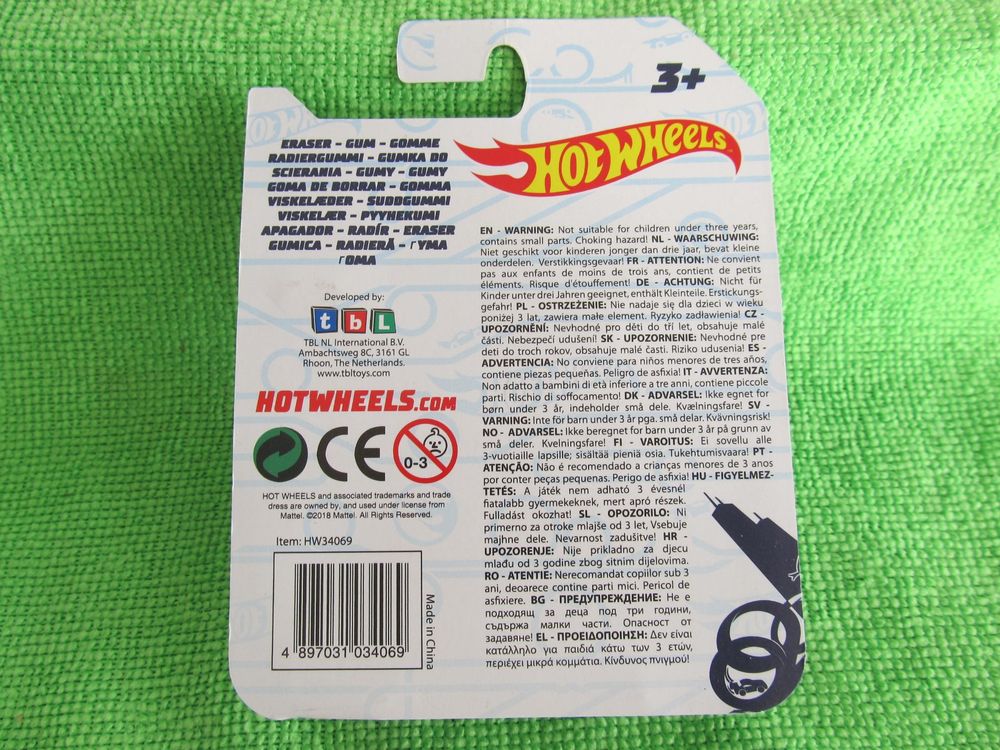 3+
ERASER - GUM - GOMME
RADIERGUMMI - GUMKA DO
SCIERANIA - GUMY - GUMY
GOMA DE BORRAR - GOMMA
VISKELÆDER - SUDDGUMMI
VISKELÆR - PYYHEKUMI
APAGADOR - RADÍR - ERASER
GUMICA - RADIERĂ - ГУМА
ГОМА
HOT WHEELS
Developed by:
tbl
TBL NL International B.V.
Ambachtsweg 8C, 3161 GL
Rhoon, The Netherlands.
www.tbltoys.com
HOTWHEELS.COM
CE
0-3
HOT WHEELS and associated trademarks and trade
dress are owned by, and used under license from
Mattel. ©2018 Mattel. All Rights Reserved.
Item: HW34069
4 897031 034069
Made in China
EN - WARNING: Not suitable for children under three years,
contains small parts. Choking hazard! NL - WAARSCHUWING:
Niet geschikt voor kinderen jonger dan drie jaar, bevat kleine
onderdelen. Verstikkingsgevaar! FR - ATTENTION: Ne convient
pas aux enfants de moins de trois ans, contient de petits
éléments. Risque d'étouffement! DE - ACHTUNG: Nicht für
Kinder unter drei Jahren geeignet, enthält Kleinteile. Erstickungs-
gefahr! PL - OSTRZEŻENIE: Nie nadaje się dla dzieci w wieku
poniżej 3 lat, zawiera małe element. Ryzyko zadławienia! CZ -
UPOZORNĚNÍ: Nevhodné pro děti do tří let, obsahuje malé
části. Nebezpečí udušení! SK - UPOZORNENIE: Nevhodné pre
deti do troch rokov, obsahuje malé časti. Riziko udusenia! ES -
ADVERTENCIA: No conviene para niños menores de tres años,
contiene piezas pequeñas. Peligro de asfixia! IT - AVVERTENZA:
Non adatto a bambini di età inferiore a tre anni, contiene piccole
parti. Rischio di soffocamento! DK - ADVARSEL: Ikke egnet for
børn under 3 år, indeholder små dele. Kvælningsfare! SV -
VARNING: Inte för barn under 3 år pga. små delar. Kvävningsrisk!
NO - ADVARSEL: Ikke beregnet for barn under 3 år på grunn av
små deler. Kvelningsfare! FI - VAROITUS: Ei sovellu alle
3-vuotiaille lapsille; sisältää pieniä osia. Tukehtumisvaara! PT -
ATENÇÃO: Não é recomendado a crianças menores de 3 anos
por conter peças pequenas. Perigo de asfixia! HU - FIGYELMEZ-
TETÉS: A játék nem adható 3 évesnél
fiatalabb gyermekeknek, mert apró részek.
Fulladást okozhat! SL - OPOZORILO: Ni
primerno za otroke mlajše od 3 let, Vsebuje
majhne dele. Nevarnost zadušitve! HR -
UPOZORENJE: Nije prikladno za djecu
mlađu od 3 godine zbog sitnim dijelovima.
RO - ATENTIE: Nerecomandat copiilor sub 3
ani, deoarece contine parti mici. Pericol de
asfixiere. BG - ПРЕДУПРЕЖДЕНИЕ: Не е
подходящ за деца под три години,
съдържа малки части. Опасност от
задавяне! EL - ΠΡΟΕΙΔΟΠΟΙΗΣΗ: Δεν είναι
κατάλληλο για παιδιά κάτω των 3 ετών,
περιέχει μικρά κομμάτια. Κίνδυνος πνιγμού!